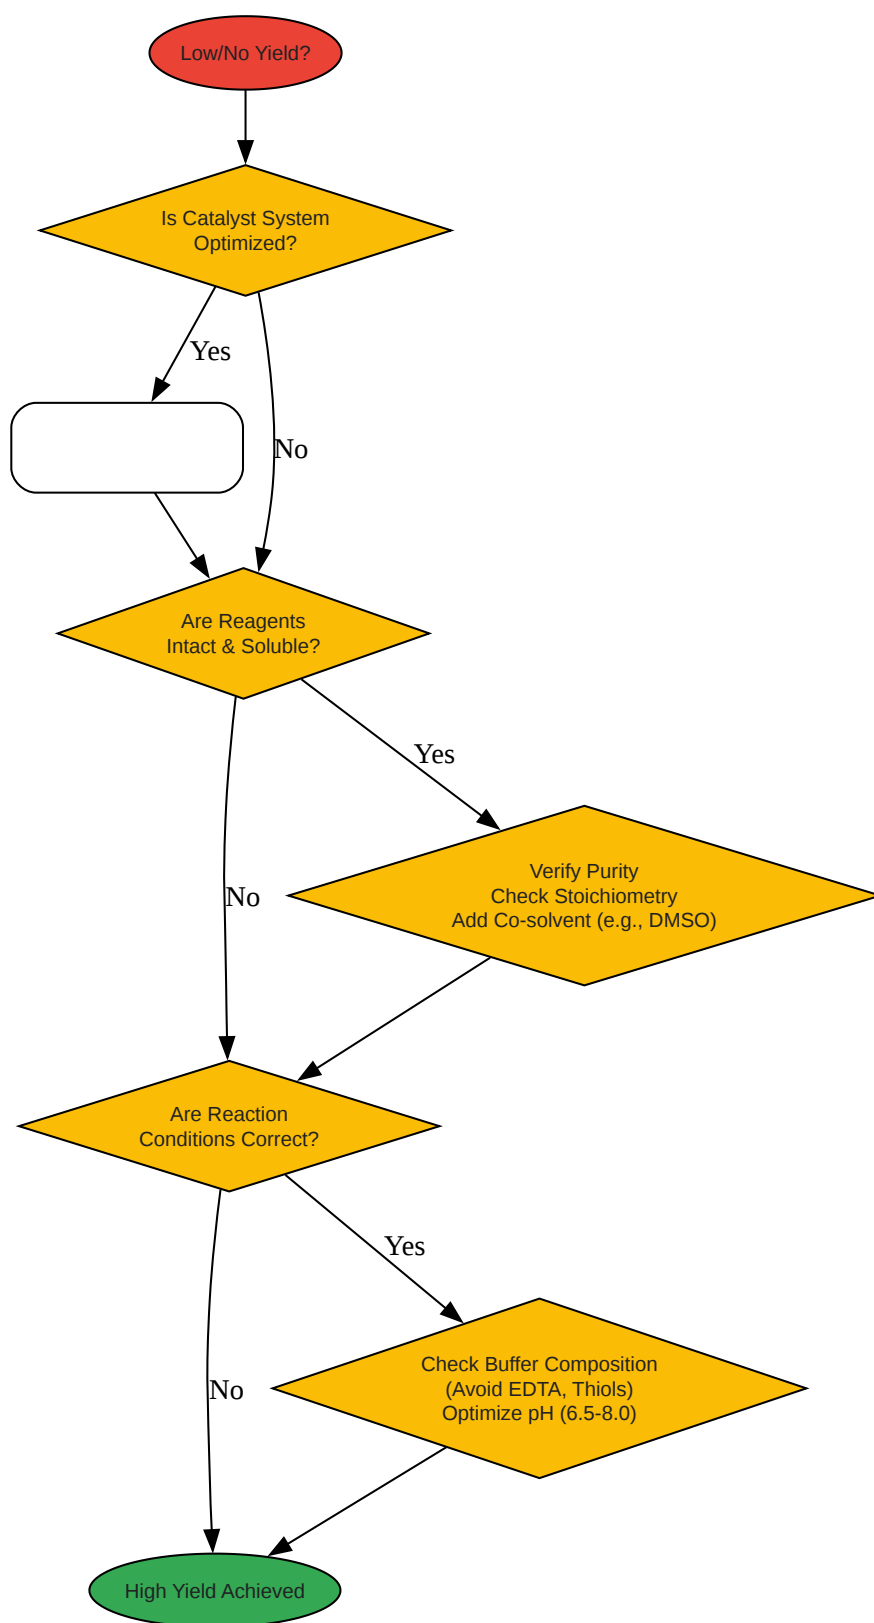 Low/No Yield?
Is Catalyst System
Optimized?
Yes
No
Are Reagents
Intact & Soluble?
Yes
Verify Purity
Check Stoichiometry
Add Co-solvent (e.g., DMSO)
No
Are Reaction
Conditions Correct?
Yes
Check Buffer Composition
(Avoid EDTA, Thiols)
Optimize pH (6.5-8.0)
No
High Yield Achieved